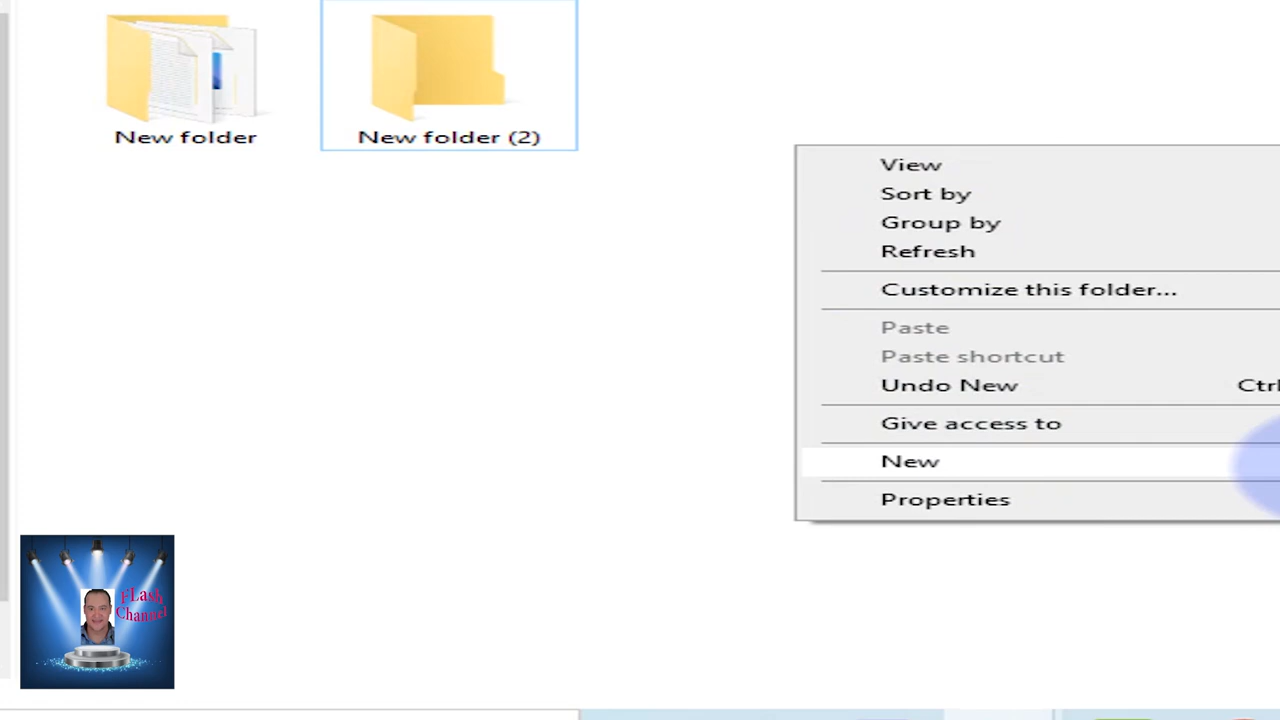 New folder
New folder (2)
View
Sort by
Group by
Refresh
Customize this folder...
Paste
Paste shortcut
Undo New Ctrl
Give access to
New
Properties
FLash
Channel